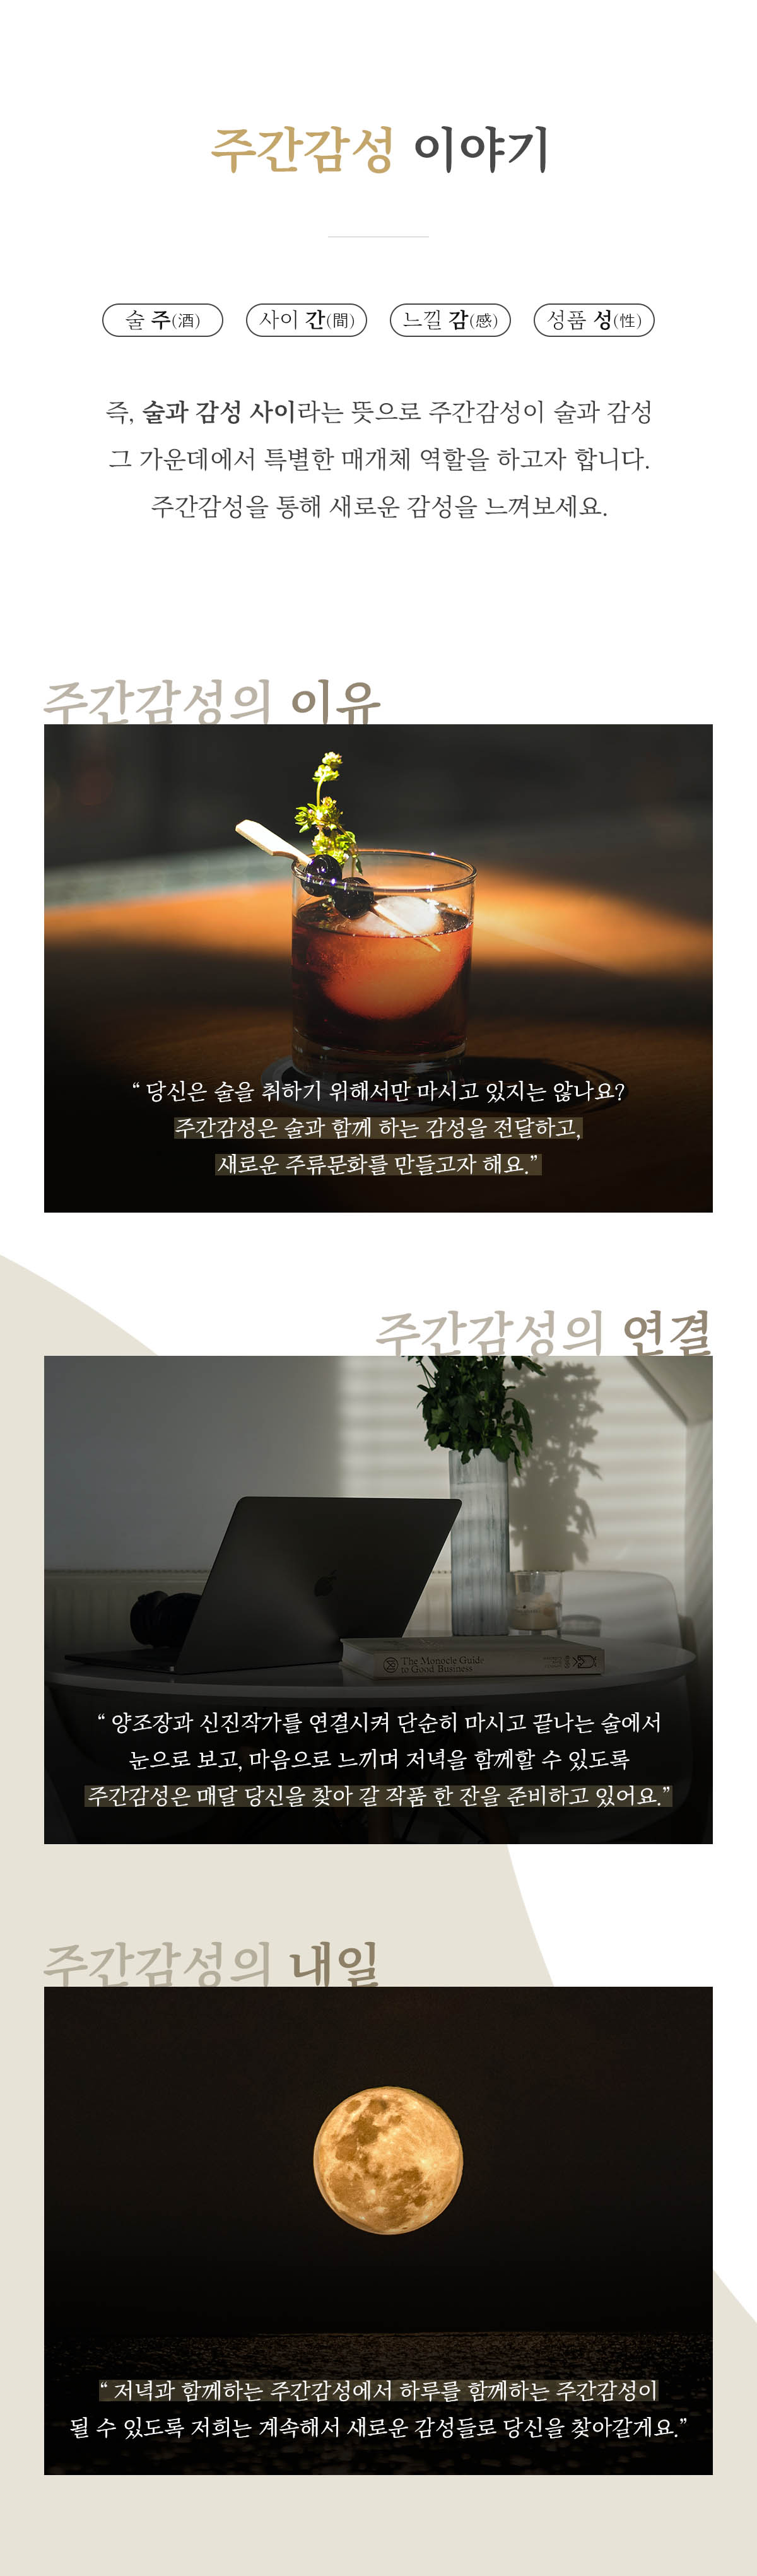 주간감성 이야기
술 주(酒) 사이 간(間) 느낄 감(感) 성품 성(性)
즉, 술과 감성 사이라는 뜻으로 주간감성이 술과 감성
그 가운데에서 특별한 매개체 역할을 하고자 합니다.
주간감성을 통해 새로운 감성을 느껴보세요.
주간감성의 이유
“ 당신은 술을 취하기 위해서만 마시고 있지는 않나요?
주간감성은 술과 함께 하는 감성을 전달하고,
새로운 주류문화를 만들고자 해요.”
주간감성의 연결
The Monocle Guide
to Good Business
“ 양조장과 신진작가를 연결시켜 단순히 마시고 끝나는 술에서
눈으로 보고, 마음으로 느끼며 저녁을 함께할 수 있도록
주간감성은 매달 당신을 찾아 갈 작품 한 잔을 준비하고 있어요.”
주간감성의 내일
“ 저녁과 함께하는 주간감성에서 하루를 함께하는 주간감성이
될 수 있도록 저희는 계속해서 새로운 감성들로 당신을 찾아갈게요.”